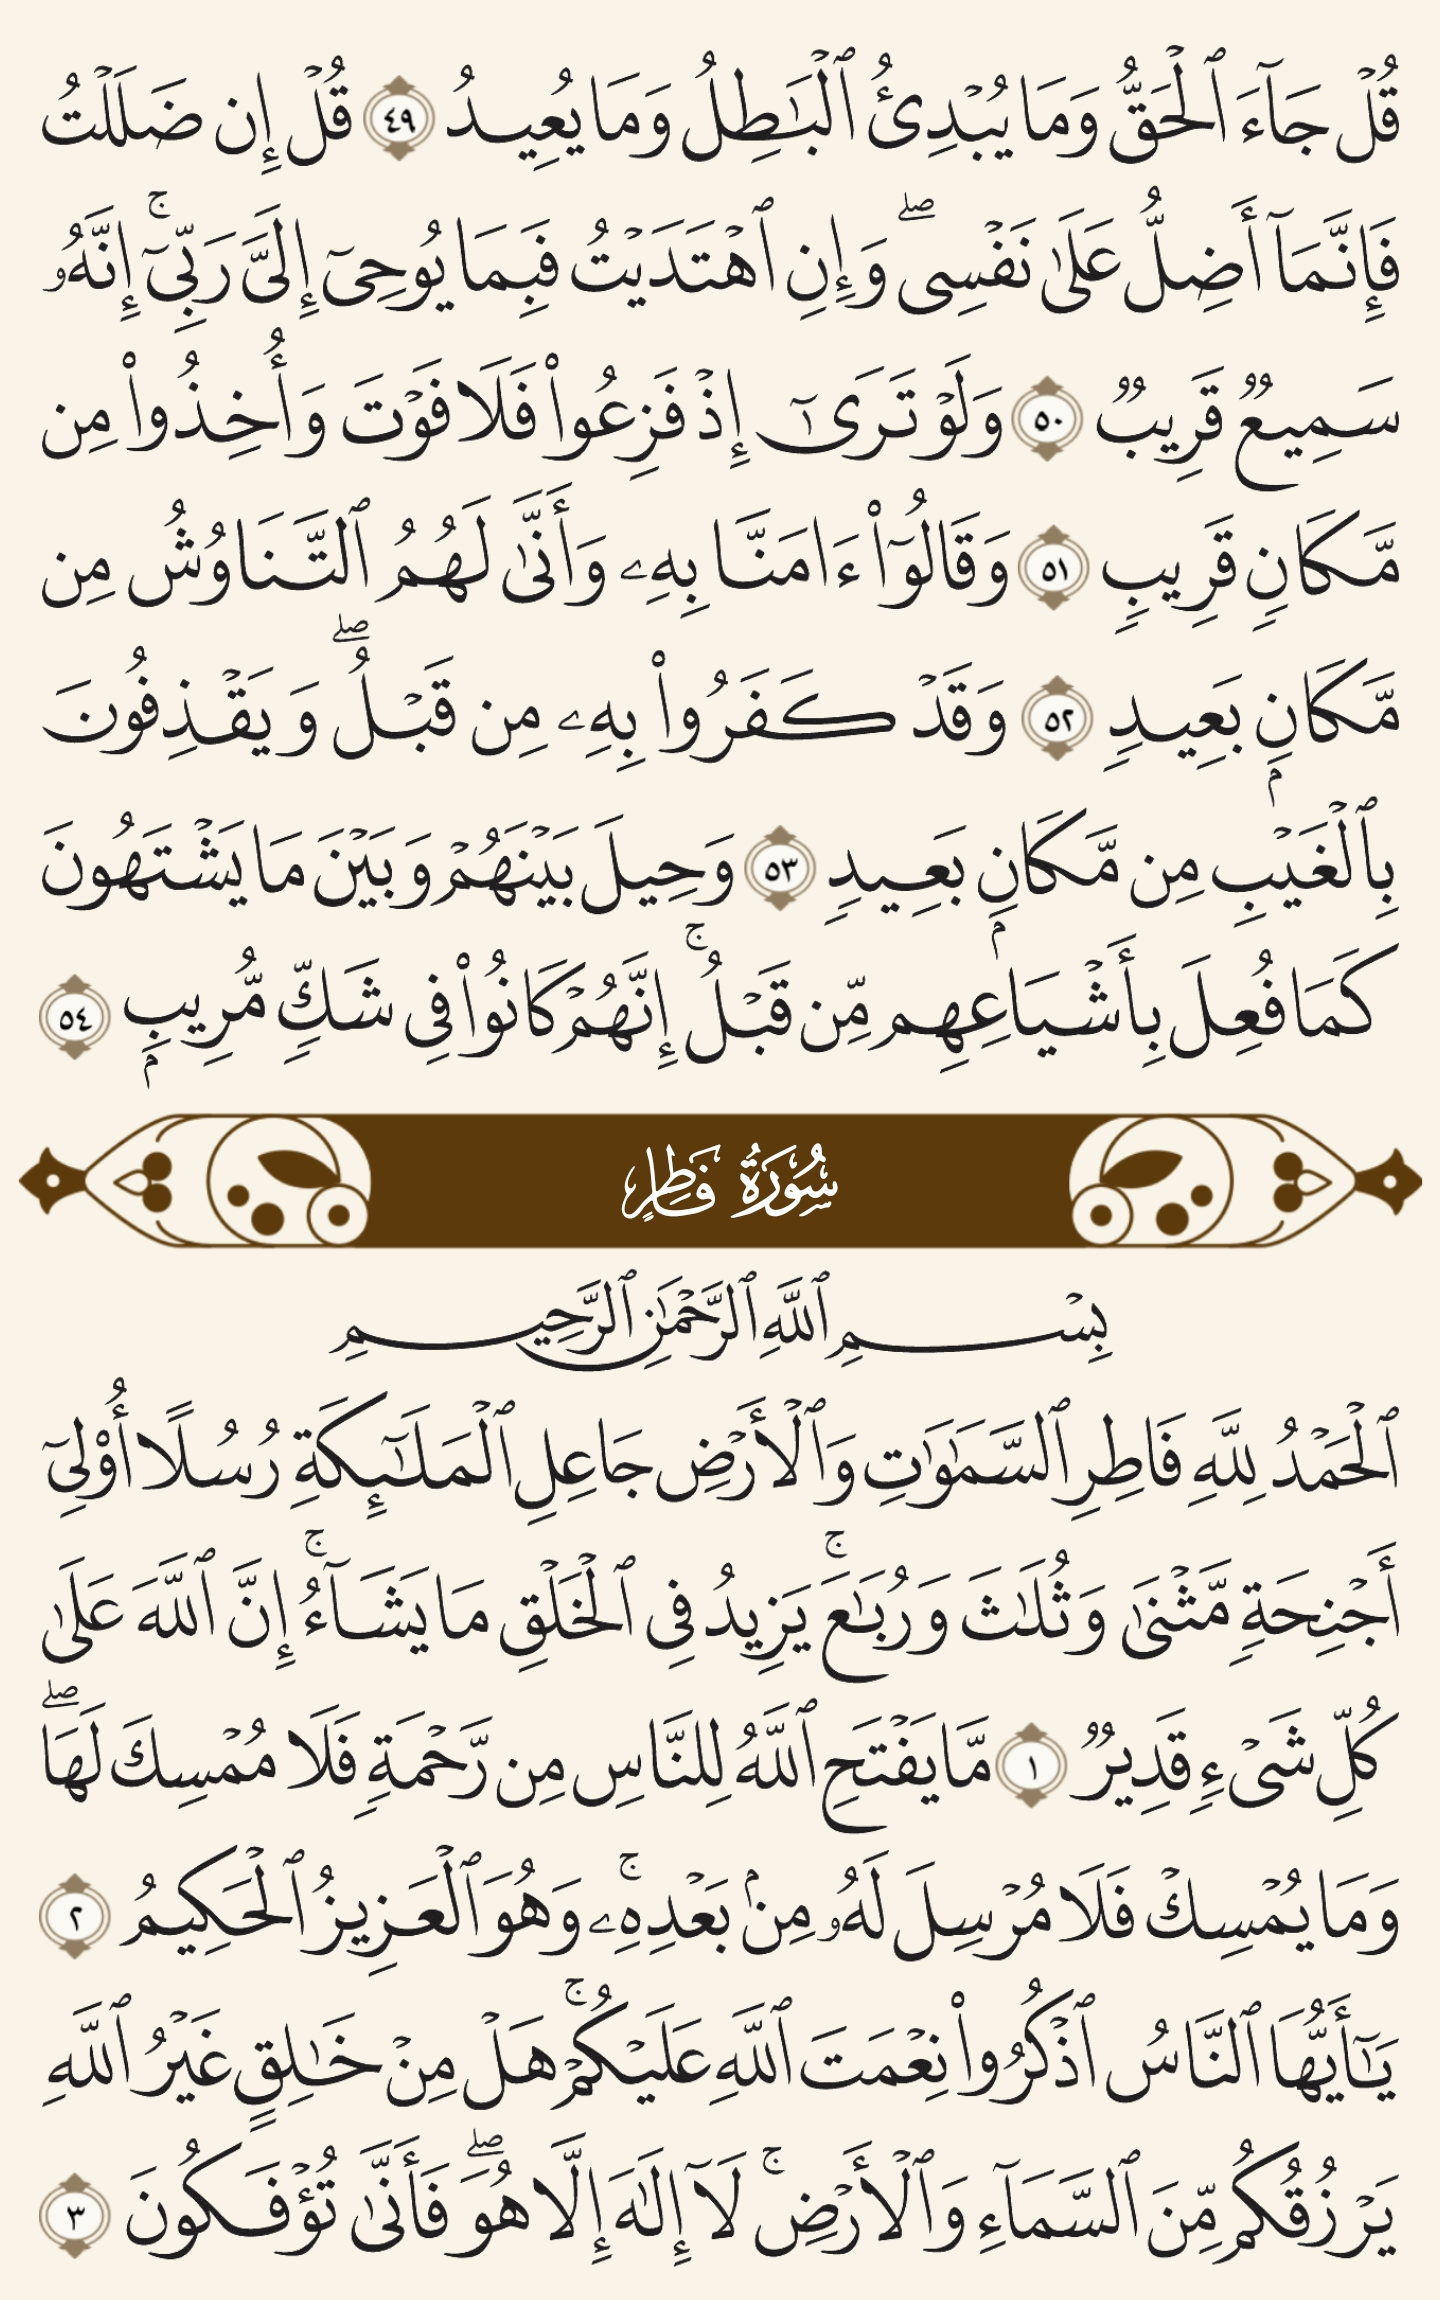 قُلْ جَآءَ ٱلْحَقُّ وَمَا يُبْدِئُ ٱلْبَٰطِلُ وَمَا يُعِيدُ ٤٩ قُلْ إِن ضَلَلْتُ
فَإِنَّمَآ أَضِلُّ عَلَىٰ نَفْسِى ۖ وَإِنِ ٱهْتَدَيْتُ فَبِمَا يُوحِىٓ إِلَىَّ رَبِّىٓ ۚ إِنَّهُۥ
سَمِيعٌ قَرِيبٌ ٥٠ وَلَوْ تَرَىٰٓ إِذْ فَزِعُوا۟ فَلَا فَوْتَ وَأُخِذُوا۟ مِن
مَّكَانٍ قَرِيبٍ ٥١ وَقَالُوٓا۟ ءَامَنَّا بِهِۦ وَأَنَّىٰ لَهُمُ ٱلتَّنَاوُشُ مِن
مَّكَانٍۭ بَعِيدٍ ٥٢ وَقَدْ كَفَرُوا۟ بِهِۦ مِن قَبْلُ ۖ وَيَقْذِفُونَ
بِٱلْغَيْبِ مِن مَّكَانٍۭ بَعِيدٍ ٥٣ وَحِيلَ بَيْنَهُمْ وَبَيْنَ مَا يَشْتَهُونَ
كَمَا فُعِلَ بِأَشْيَاعِهِم مِّن قَبْلُ ۚ إِنَّهُمْ كَانُوا۟ فِى شَكٍّ مُّرِيبٍۭ ٥٤
سُورَةُ فَاطِرٍ
بِسْمِ ٱللَّهِ ٱلرَّحْمَٰنِ ٱلرَّحِيمِ
ٱلْحَمْدُ لِلَّهِ فَاطِرِ ٱلسَّمَٰوَٰتِ وَٱلْأَرْضِ جَاعِلِ ٱلْمَلَٰٓئِكَةِ رُسُلًا أُو۟لِىٓ
أَجْنِحَةٍ مَّثْنَىٰ وَثُلَٰثَ وَرُبَٰعَ ۚ يَزِيدُ فِى ٱلْخَلْقِ مَا يَشَآءُ ۚ إِنَّ ٱللَّهَ عَلَىٰ
كُلِّ شَىْءٍ قَدِيرٌ ١ مَّا يَفْتَحِ ٱللَّهُ لِلنَّاسِ مِن رَّحْمَةٍ فَلَا مُمْسِكَ لَهَا ۖ
وَمَا يُمْسِكْ فَلَا مُرْسِلَ لَهُۥ مِنۢ بَعْدِهِۦ ۚ وَهُوَ ٱلْعَزِيزُ ٱلْحَكِيمُ ٢
يَٰٓأَيُّهَا ٱلنَّاسُ ٱذْكُرُوا۟ نِعْمَتَ ٱللَّهِ عَلَيْكُمْ ۚ هَلْ مِنْ خَٰلِقٍ غَيْرُ ٱللَّهِ
يَرْزُقُكُم مِّنَ ٱلسَّمَآءِ وَٱلْأَرْضِ ۚ لَآ إِلَٰهَ إِلَّا هُوَ ۖ فَأَنَّىٰ تُؤْفَكُونَ ٣